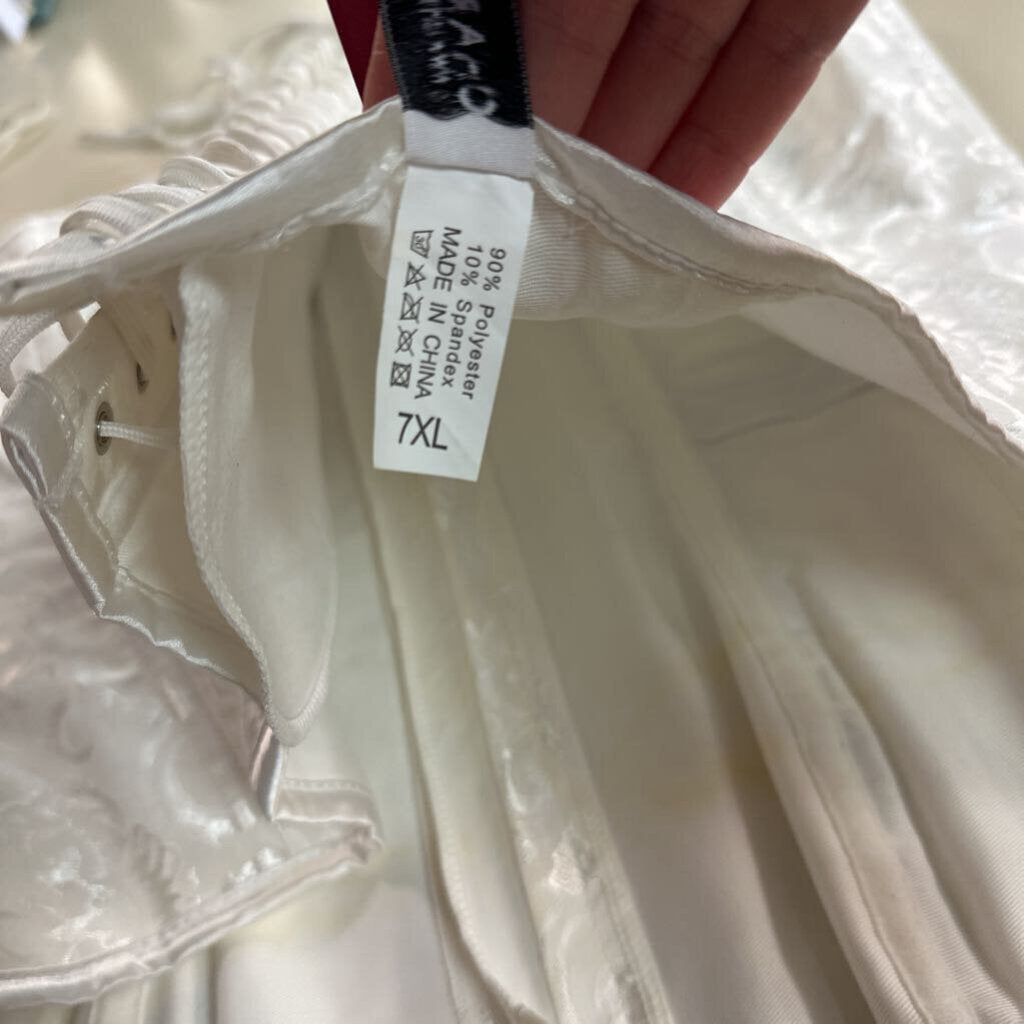 90% Polyester
10% Spandex
MADE IN CHINA
7XL